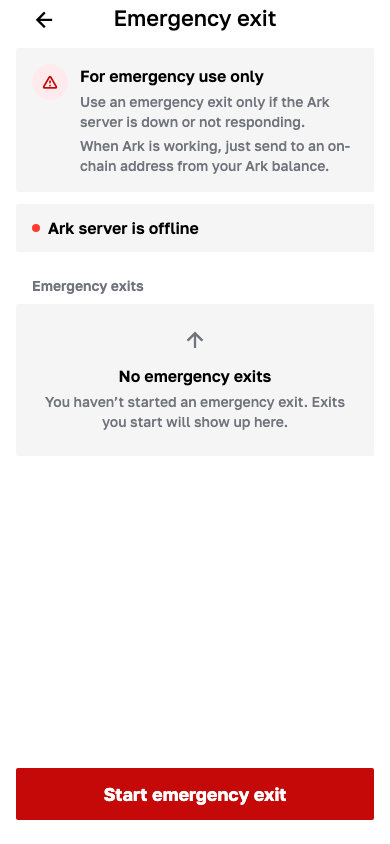 Emergency exit
For emergency use only
Use an emergency exit only if the Ark
server is down or not responding.
When Ark is working, just send to an on-
chain address from your Ark balance.
Ark server is offline
Emergency exits
No emergency exits
You haven’t started an emergency exit. Exits
you start will show up here.
Start emergency exit